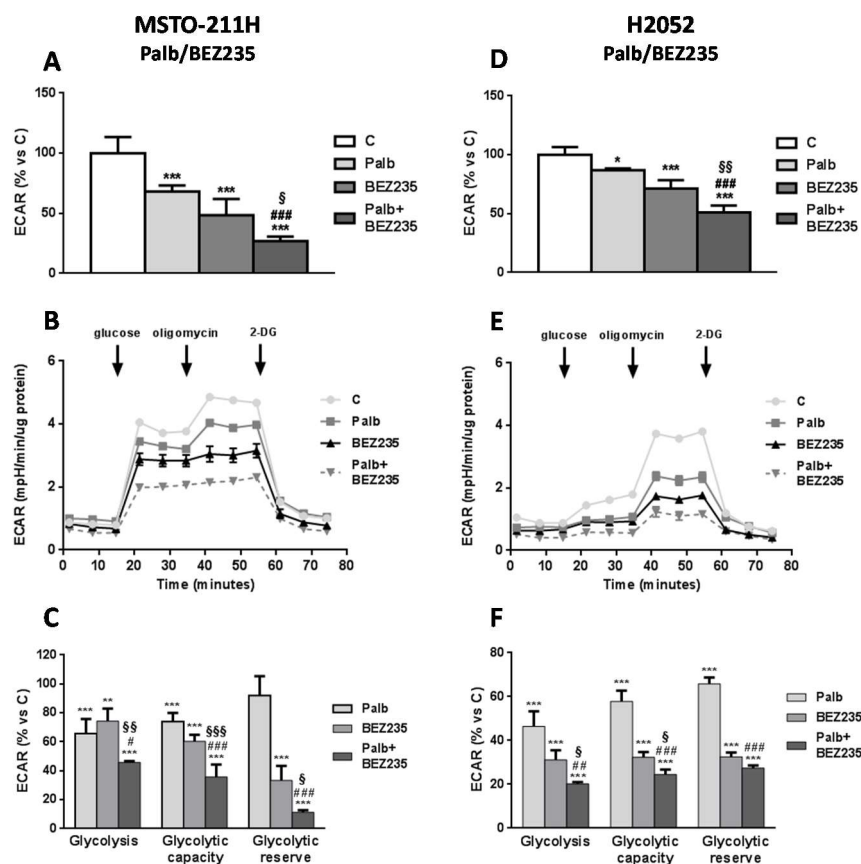 MSTO-211H
Palb/BEZ235
A
ECAR (% vs C)
150
100
50
0
***
***
§
###
***
C
Palb
BEZ235
Palb+
BEZ235
B
glucose oligomycin 2-DG
ECAR (mpH/min/ug protein)
6
4
2
0
0 10 20 30 40 50 60 70 80
Time (minutes)
C
Palb
BEZ235
Palb+
BEZ235
C
ECAR (% vs C)
120
100
80
60
40
20
0
*** ** §§
#
***
*** *** §§§
###
***
*** §
###
***
Glycolysis Glycolytic
capacity Glycolytic
reserve
Palb
BEZ235
Palb+
BEZ235
H2052
Palb/BEZ235
D
ECAR (% vs C)
150
100
50
0
*
***
§§
###
***
C
Palb
BEZ235
Palb+
BEZ235
E
glucose oligomycin 2-DG
ECAR (mpH/min/ug protein)
6
4
2
0
0 10 20 30 40 50 60 70 80
Time (minutes)
C
Palb
BEZ235
Palb+
BEZ235
F
ECAR (% vs C)
80
60
40
20
0
*** *** §
##
***
*** *** §
###
***
*** *** ###
***
Glycolysis Glycolytic
capacity Glycolytic
reserve
Palb
BEZ235
Palb+
BEZ235